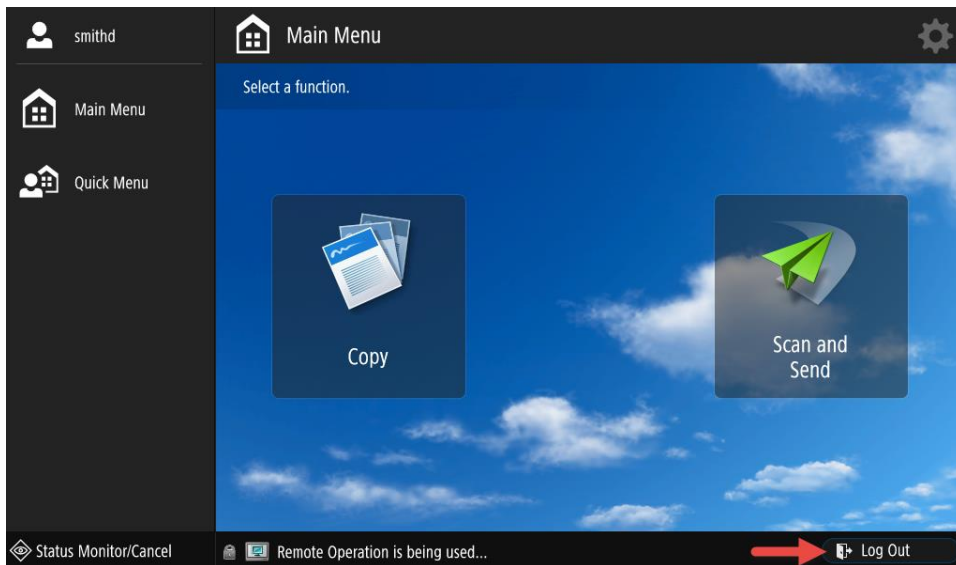 smithd
Main Menu
Main Menu
Quick Menu
Select a function.
Copy
Scan and
Send
Status Monitor/Cancel
Remote Operation is being used...
Log Out